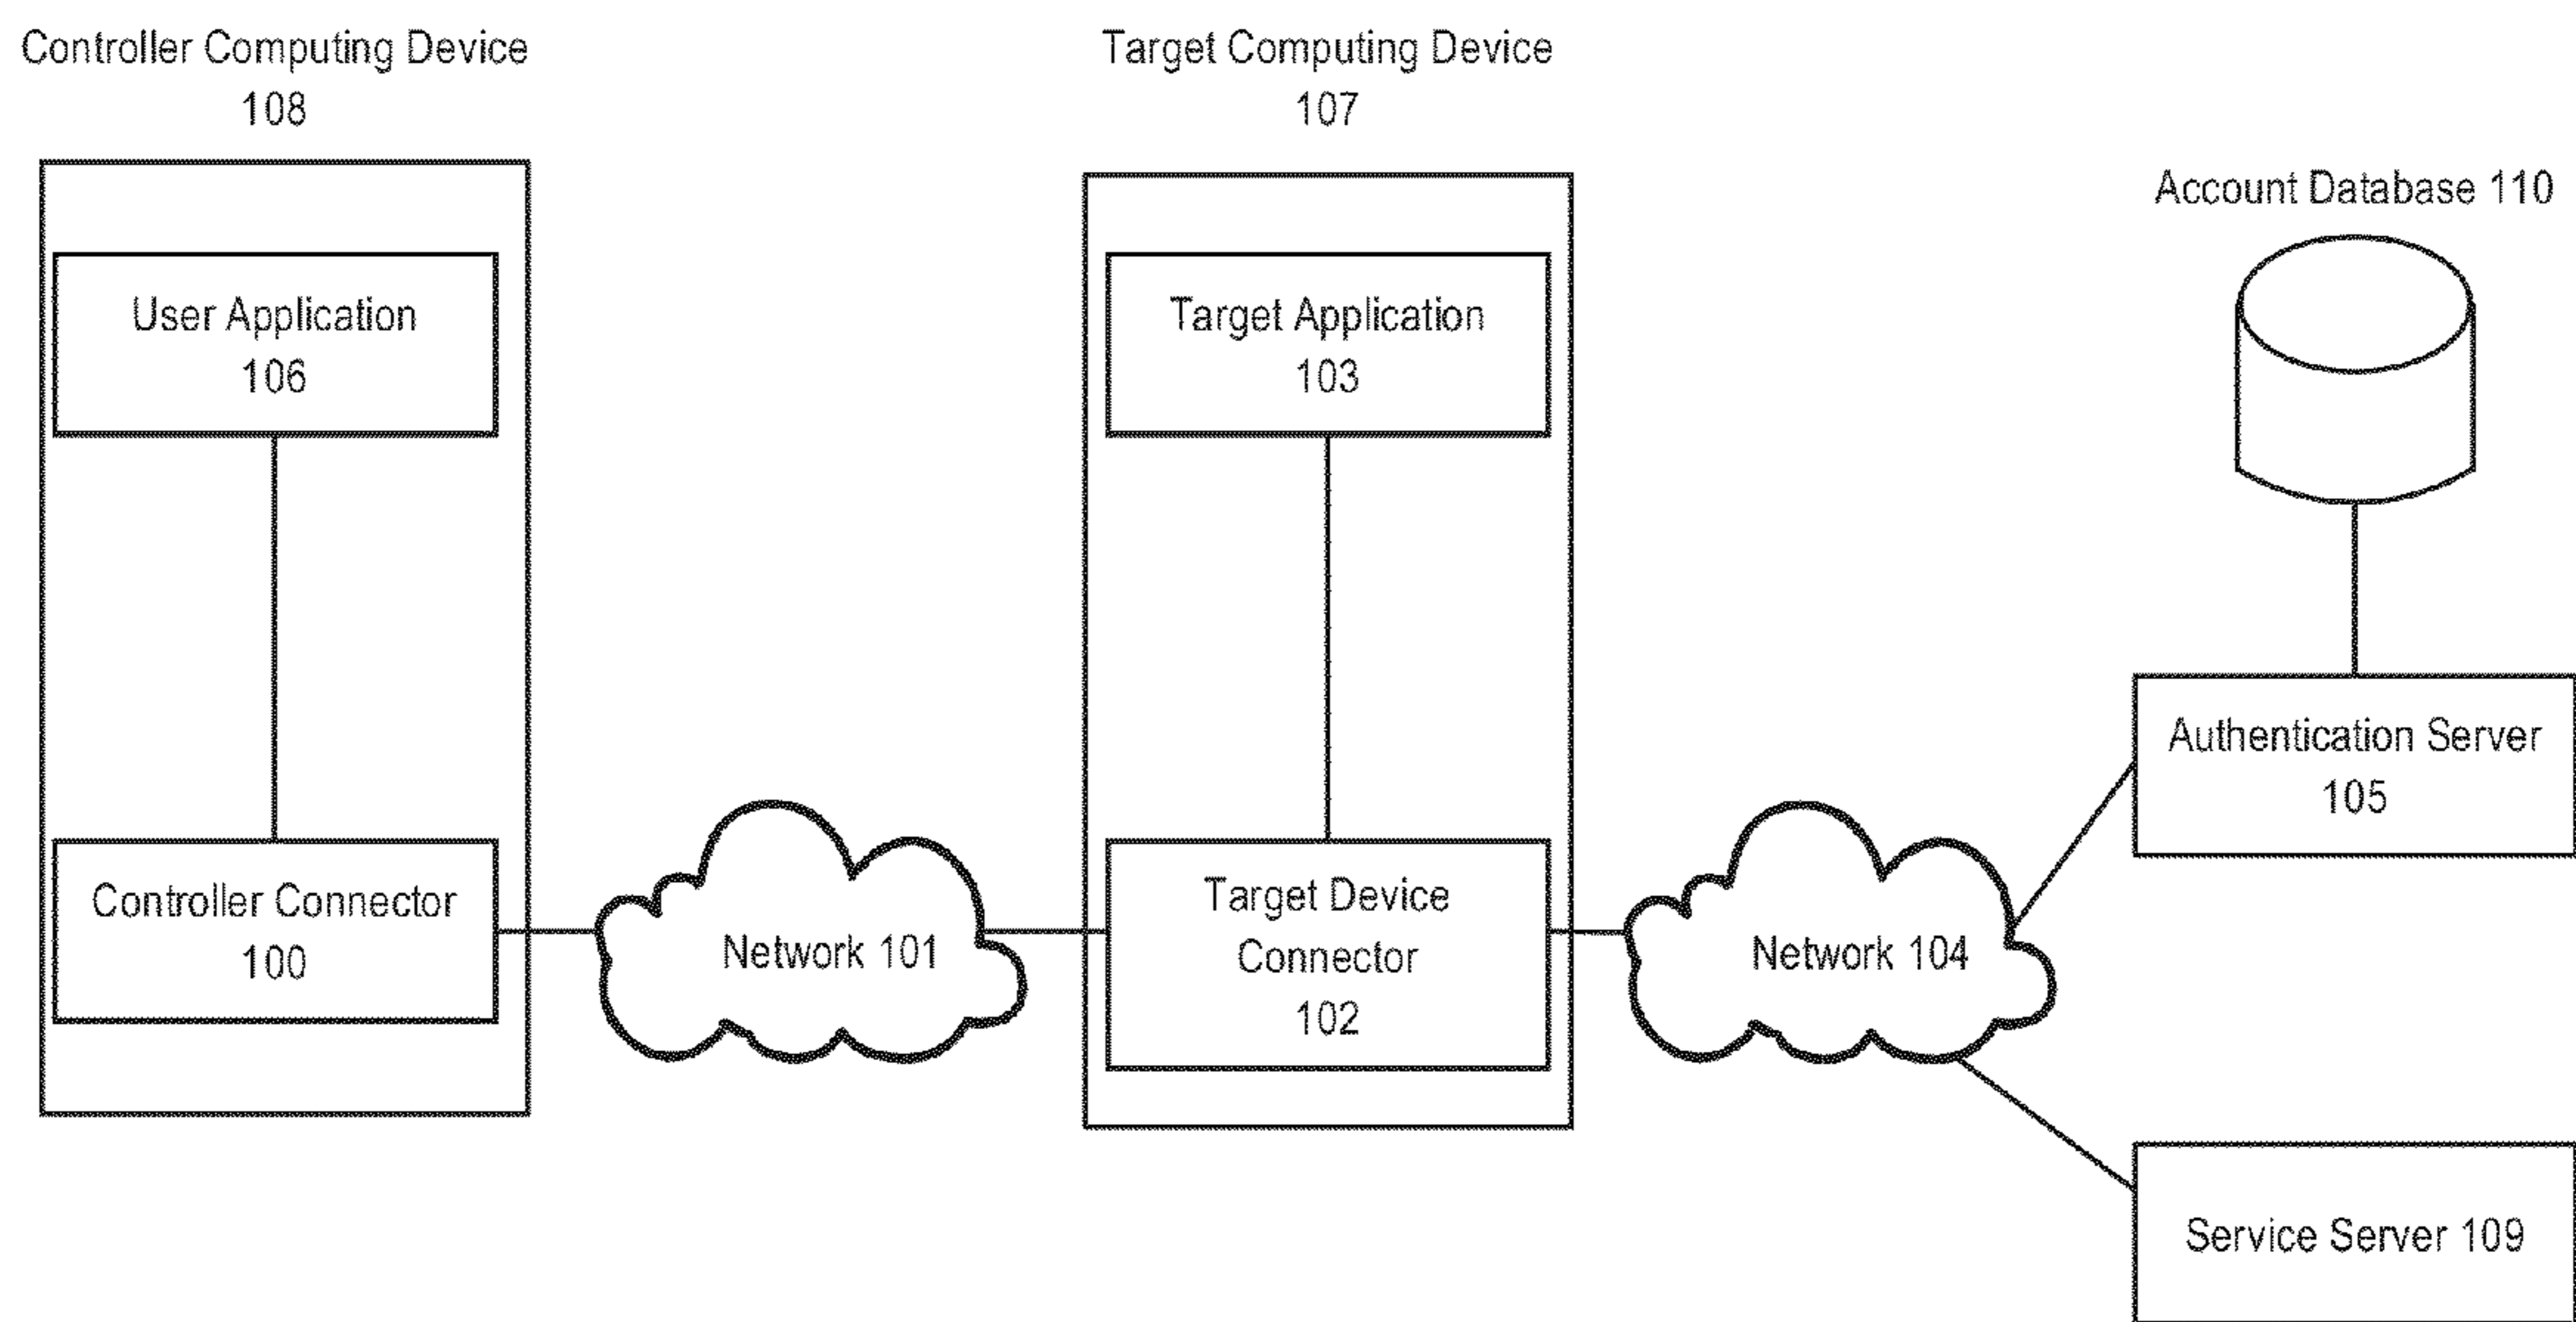 Controller Computing Device
108
Target Computing Device
107
Account Database 110
User Application
106
Target Application
103
Authentication Server
105
Controller Connector
100
Network 101
Target Device
Connector
102
Network 104
Service Server 109